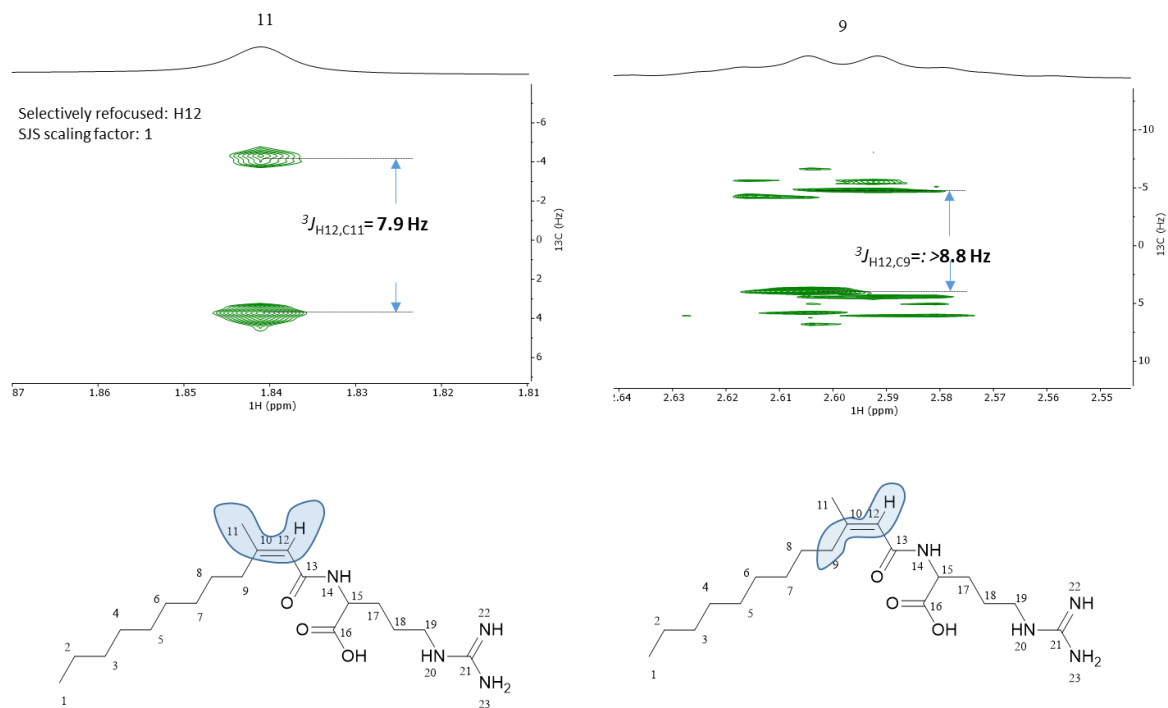 11
Selectively refocused: H12
SJS scaling factor: 1
³J_H12,C11= 7.9 Hz
-6
-4
-2
0
2
4
6
13C (Hz)
87 1.86 1.85 1.84 1.83 1.82 1.81
1H (ppm)
9
³J_H12,C9=: >8.8 Hz
-10
-5
0
5
10
13C (Hz)
2.64 2.63 2.62 2.61 2.60 2.59 2.58 2.57 2.56 2.55
1H (ppm)
11 10 12 H
8 13 NH
9 O 14 15
6 7 17
4 5 16 18 19 22
O NH
2 3 OH HN 21
1 20 NH2
23
11 10 12 H
8 13 NH
9 O 14 15
6 7 17
4 5 16 18 19 22
O NH
2 3 OH HN 21
1 20 NH2
23